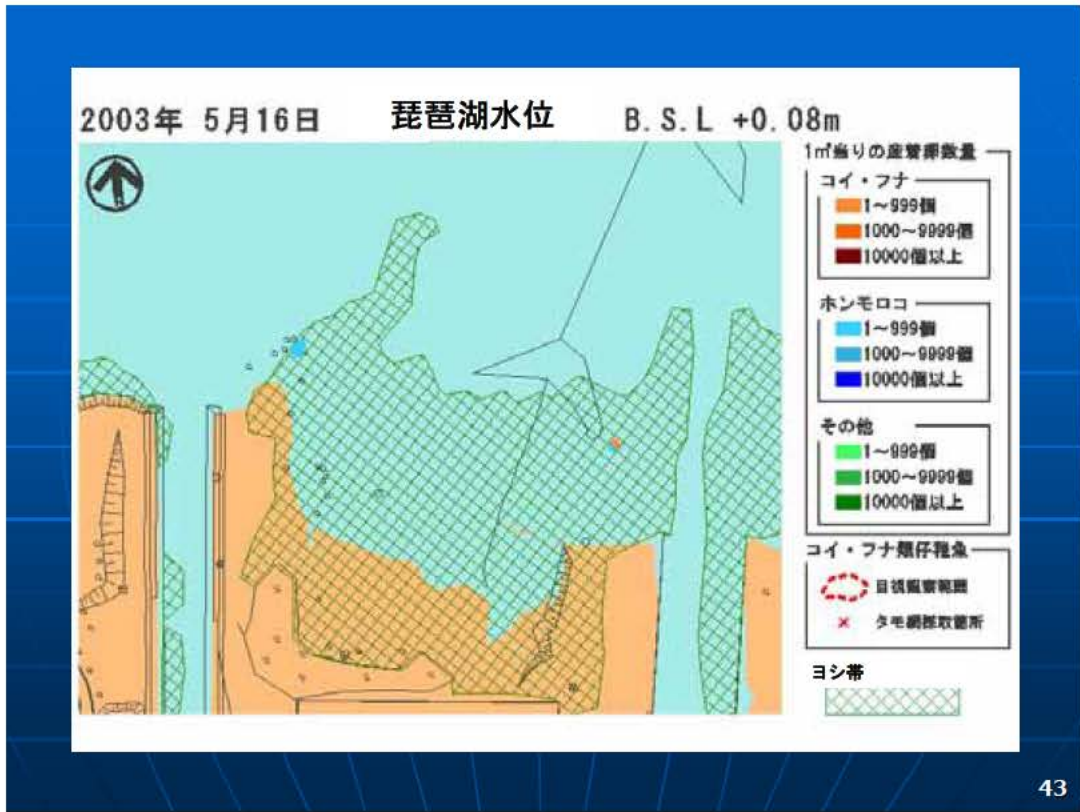 2003年 5月16日 琵琶湖水位 B.S.L +0.08m
1㎡当りの産着卵数量
コイ・フナ
1〜999個
1000〜9999個
10000個以上
ホンモロコ
1〜999個
1000〜9999個
10000個以上
その他
1〜999個
1000〜9999個
10000個以上
コイ・フナ類仔稚魚
目視観察範囲
タモ網採取箇所
ヨシ帯
43